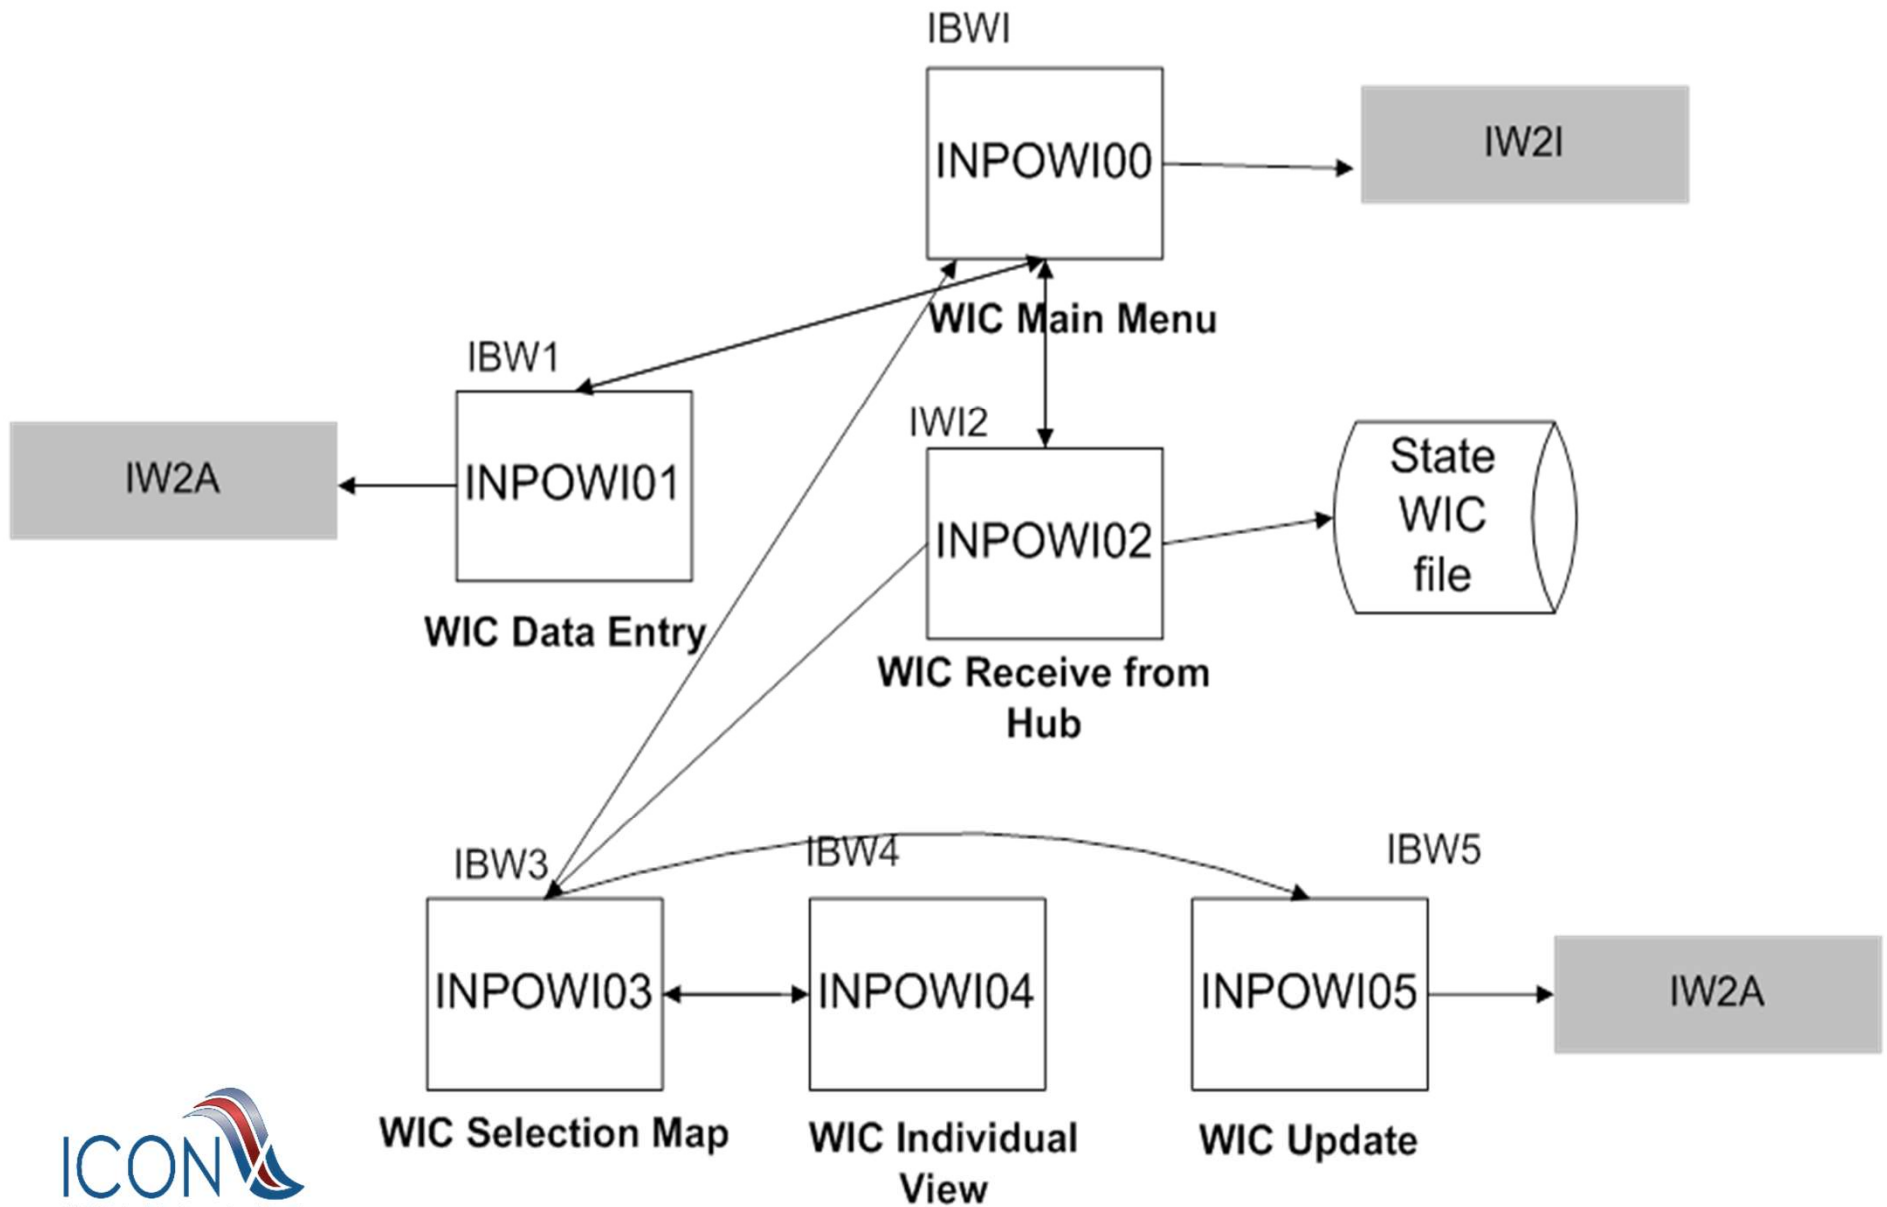 IBWI
INPOWI00
IW2I
WIC Main Menu
IBW1
INPOWI01
IW2A
WIC Data Entry
IWI2
INPOWI02
State
WIC
file
WIC Receive from
Hub
IBW3
INPOWI03
WIC Selection Map
IBW4
INPOWI04
WIC Individual
View
IBW5
INPOWI05
IW2A
WIC Update
ICON